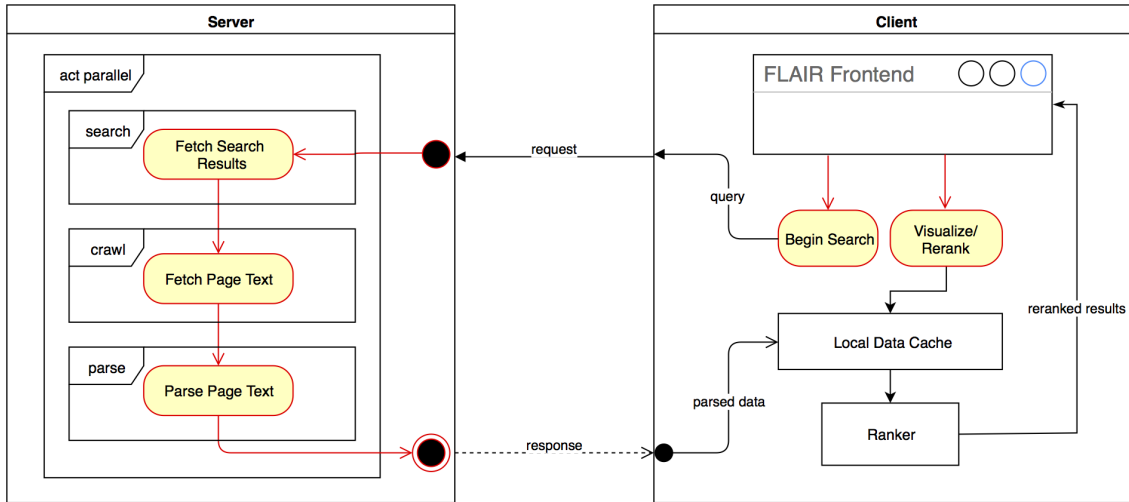 Server
act parallel
search
Fetch Search
Results
crawl
Fetch Page Text
parse
Parse Page Text
request
response
Client
FLAIR Frontend
query
Begin Search
Visualize/
Rerank
reranked results
Local Data Cache
parsed data
Ranker